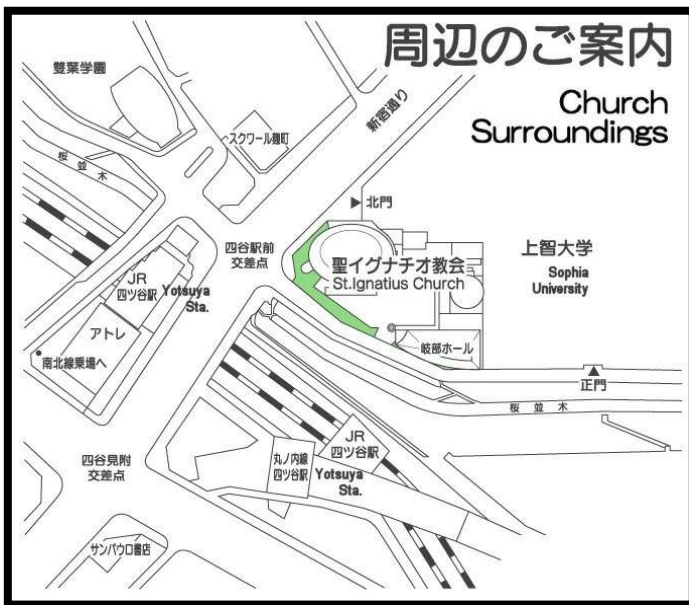 周辺のご案内
Church
Surroundings
雙葉学園
新宿通り
スクワール麹町
桜並木
北門
四谷駅前
交差点
聖イグナチオ教会
St.Ignatius Church
上智大学
Sophia
University
JR
四ツ谷駅
Yotsuya
Sta.
アトレ
南北線乗場へ
岐部ホール
正門
桜並木
JR
四ツ谷駅
丸ノ内線
四ツ谷駅
Yotsuya
Sta.
四谷見附
交差点
サンパウロ書店